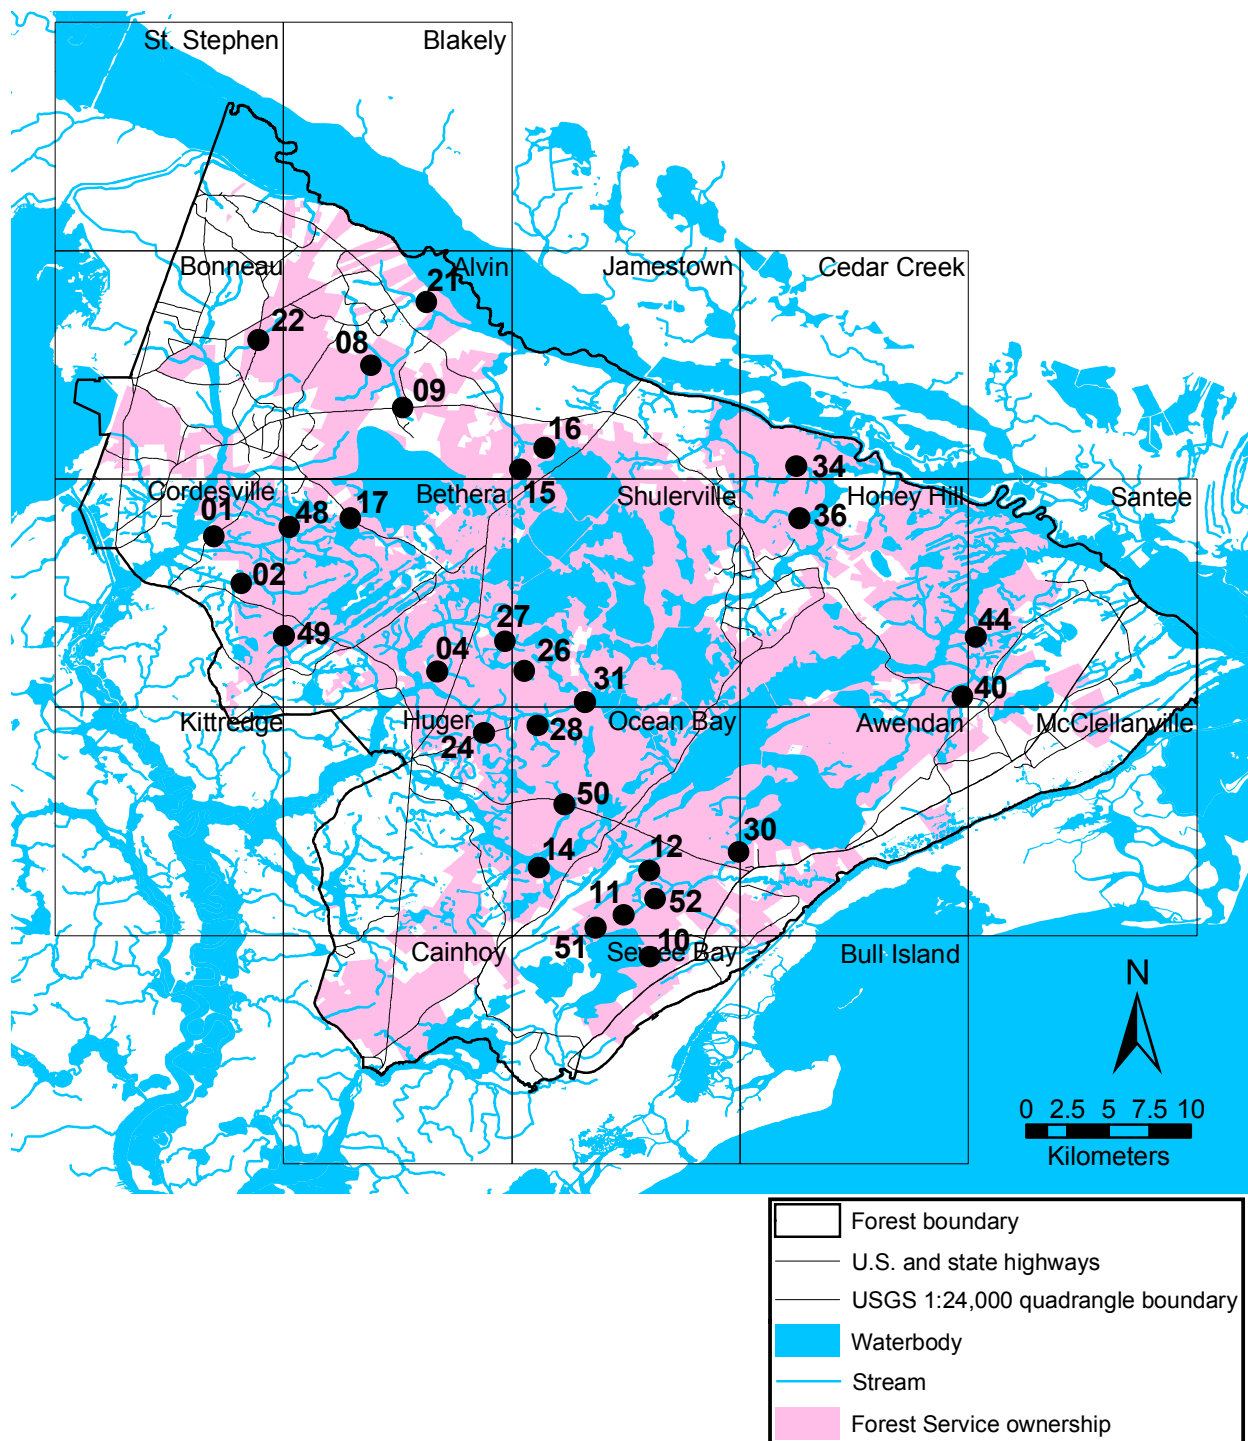 St. Stephen
Blakely
Bonneau
Alvin
Jamestown
Cedar Creek
21
22
08
09
16
34
Cordesville
Bethera
15
Shulerville
Honey Hill
Santee
01
48
17
36
02
27
44
49
04
26
31
40
Kittredge
Huger
28
Ocean Bay
Awendan
McClellanville
24
50
14
12
30
11
52
51
10
Cainhoy
Sewee Bay
Bull Island
N
0 2.5 5 7.5 10
Kilometers
Forest boundary
U.S. and state highways
USGS 1:24,000 quadrangle boundary
Waterbody
Stream
Forest Service ownership